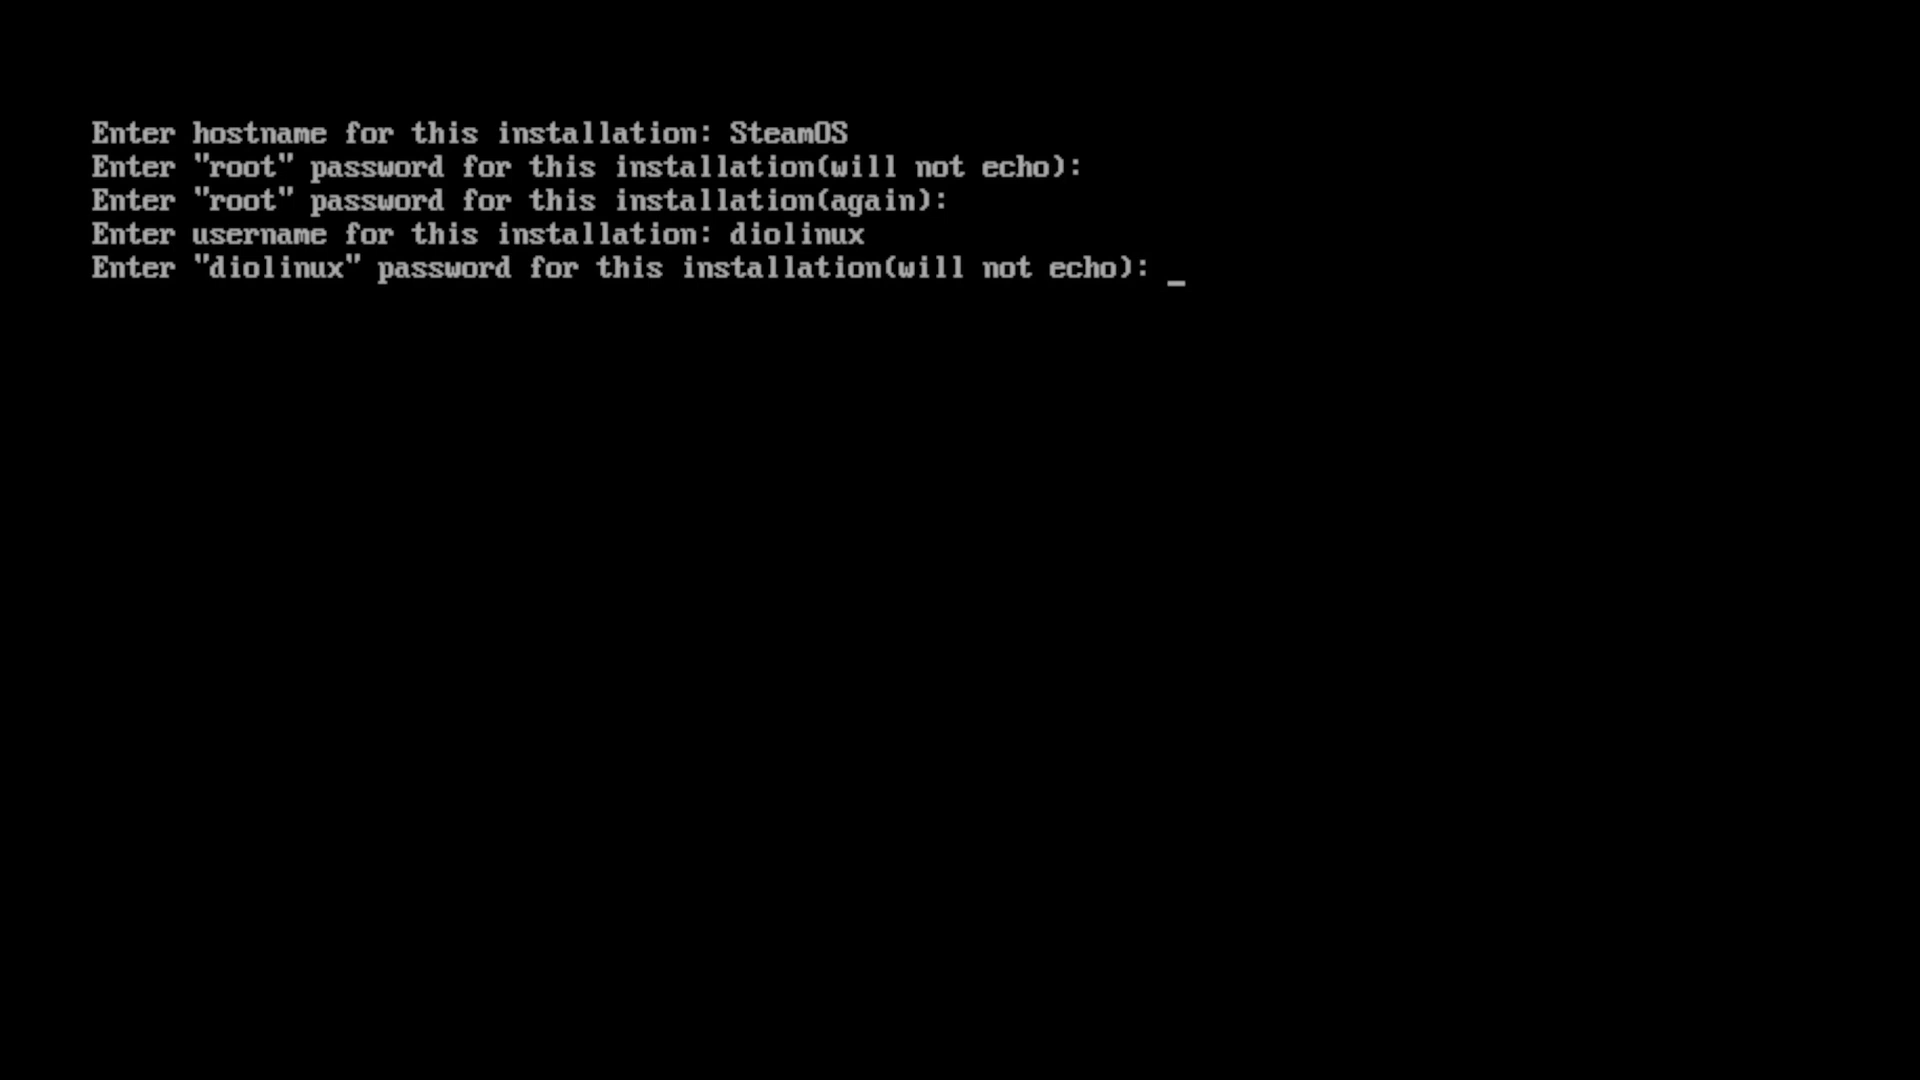 Enter hostname for this installation: SteamOS
Enter "root" password for this installation(will not echo):
Enter "root" password for this installation(again):
Enter username for this installation: diolinux
Enter "diolinux" password for this installation(will not echo): _